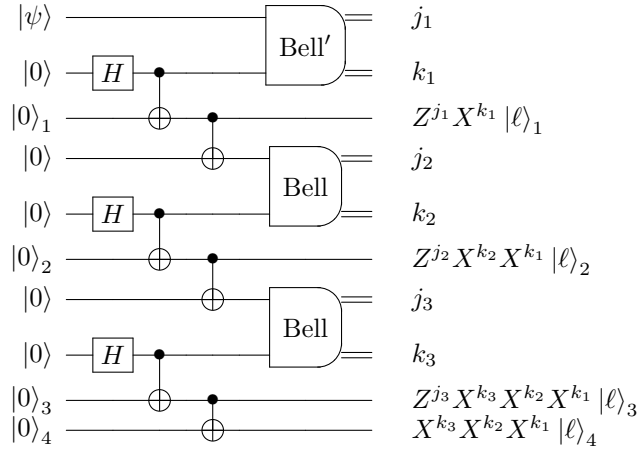 |ψ⟩ Bell′ j₁
|0⟩ H k₁
|0⟩₁ Z^{j₁} X^{k₁} |ℓ⟩₁
|0⟩ j₂
Bell
|0⟩ H k₂
|0⟩₂ Z^{j₂} X^{k₂} X^{k₁} |ℓ⟩₂
|0⟩ j₃
Bell
|0⟩ H k₃
|0⟩₃ Z^{j₃} X^{k₃} X^{k₂} X^{k₁} |ℓ⟩₃
|0⟩₄ X^{k₃} X^{k₂} X^{k₁} |ℓ⟩₄